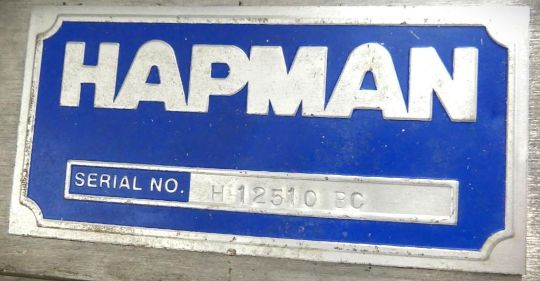 HAPMAN
SERIAL NO. H-12510 BC